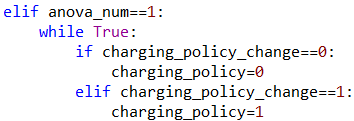 elif anova_num==1:
    while True:
        if charging_policy_change==0:
            charging_policy=0
        elif charging_policy_change==1:
            charging_policy=1